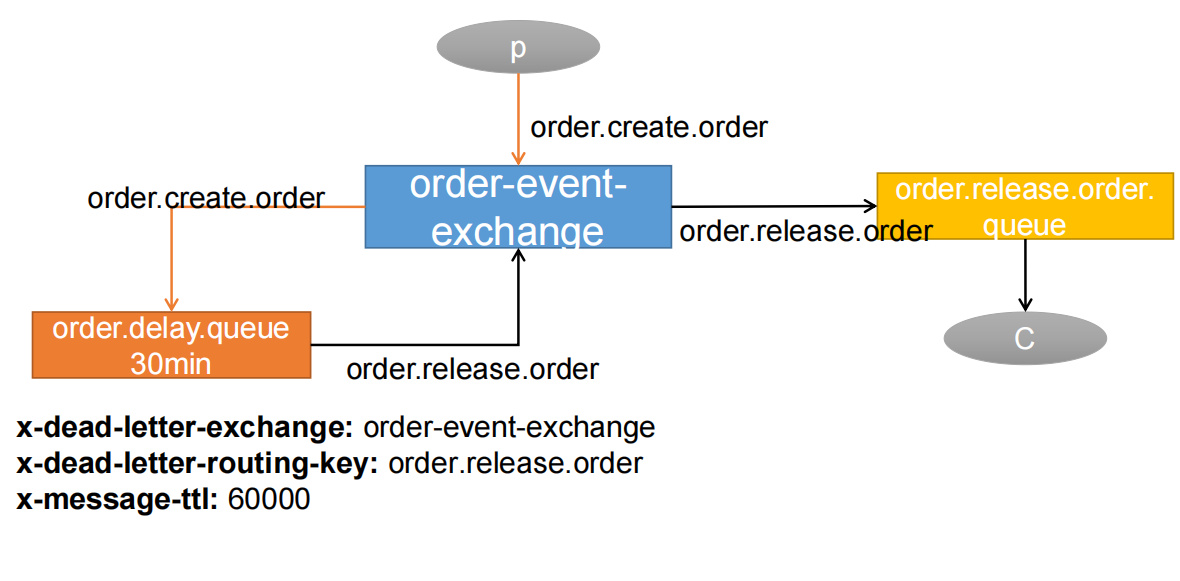 p
order.create.order
order-event-
exchange
order.create.order
order.release.order.
queue
order.release.order
order.delay.queue
30min
order.release.order
C
x-dead-letter-exchange: order-event-exchange
x-dead-letter-routing-key: order.release.order
x-message-ttl: 60000